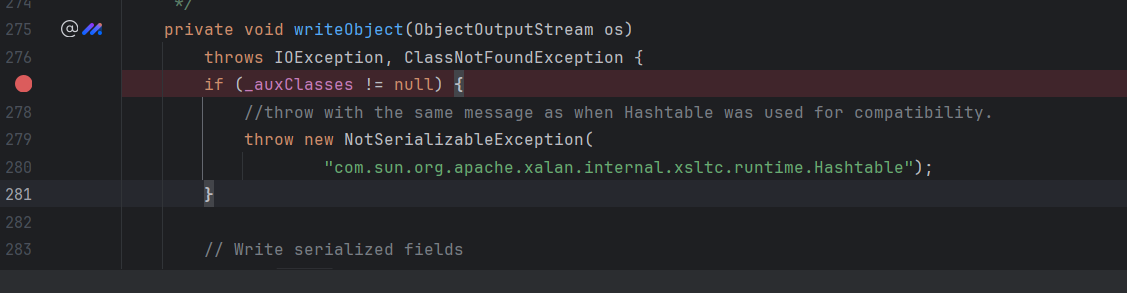 274 */
275 @ private void writeObject(ObjectOutputStream os)
276 throws IOException, ClassNotFoundException {
if (_auxClasses != null) {
278 //throw with the same message as when Hashtable was used for compatibility.
279 throw new NotSerializableException(
280 "com.sun.org.apache.xalan.internal.xsltc.runtime.Hashtable");
281 }
282
283 // Write serialized fields